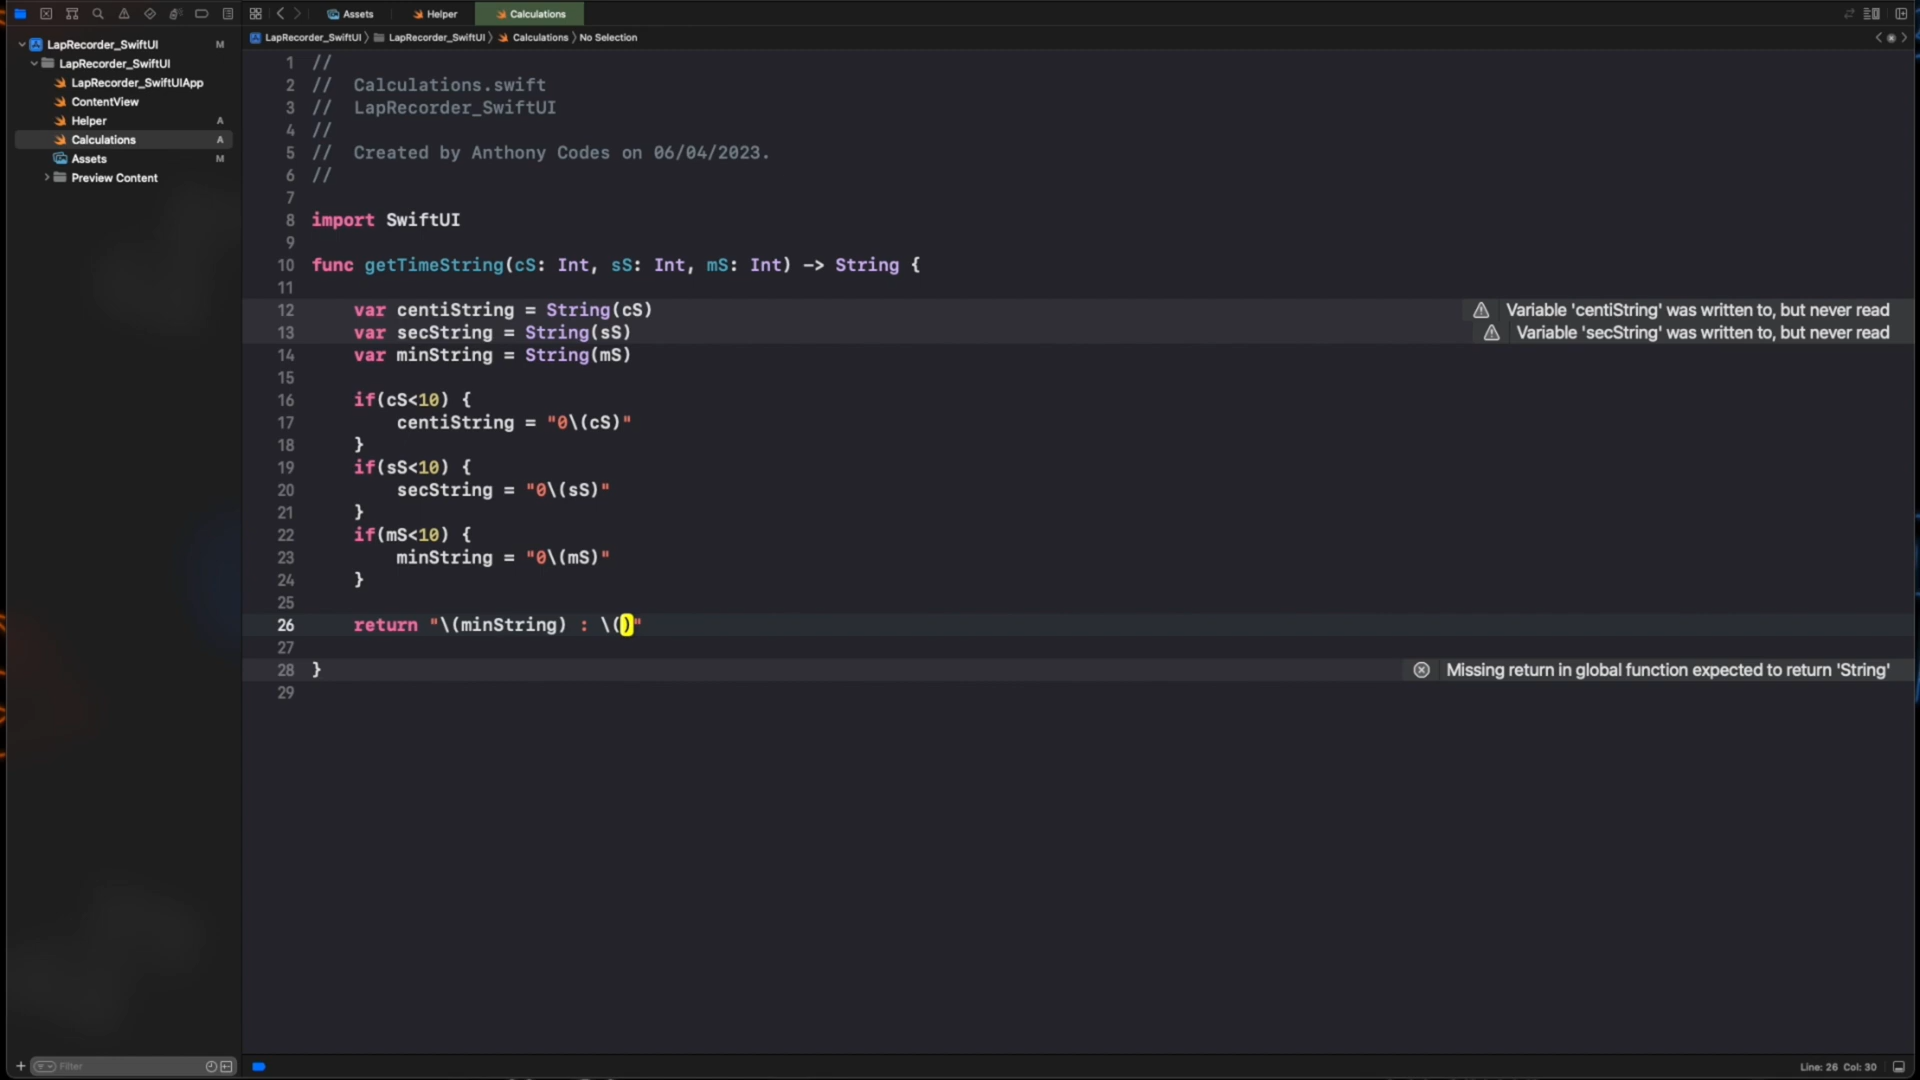 Assets
Helper
Calculations
LapRecorder_SwiftUI
M
LapRecorder_SwiftUI
LapRecorder_SwiftUI
Calculations
No Selection
LapRecorder_SwiftUI
LapRecorder_SwiftUIApp
ContentView
Helper
A
Calculations
A
Assets
M
Preview Content
1 //
2 // Calculations.swift
3 // LapRecorder_SwiftUI
4 //
5 // Created by Anthony Codes on 06/04/2023.
6 //
7
8 import SwiftUI
9
10 func getTimeString(cS: Int, sS: Int, mS: Int) -> String {
11
12 var centiString = String(cS)
Variable 'centiString' was written to, but never read
13 var secString = String(sS)
Variable 'secString' was written to, but never read
14 var minString = String(mS)
15
16 if(cS<10) {
17 centiString = "0\(cS)"
18 }
19 if(sS<10) {
20 secString = "0\(sS)"
21 }
22 if(mS<10) {
23 minString = "0\(mS)"
24 }
25
26 return "\(minString) : \()"
27
28 }
Missing return in global function expected to return 'String'
29
Filter
Line: 26 Col: 30